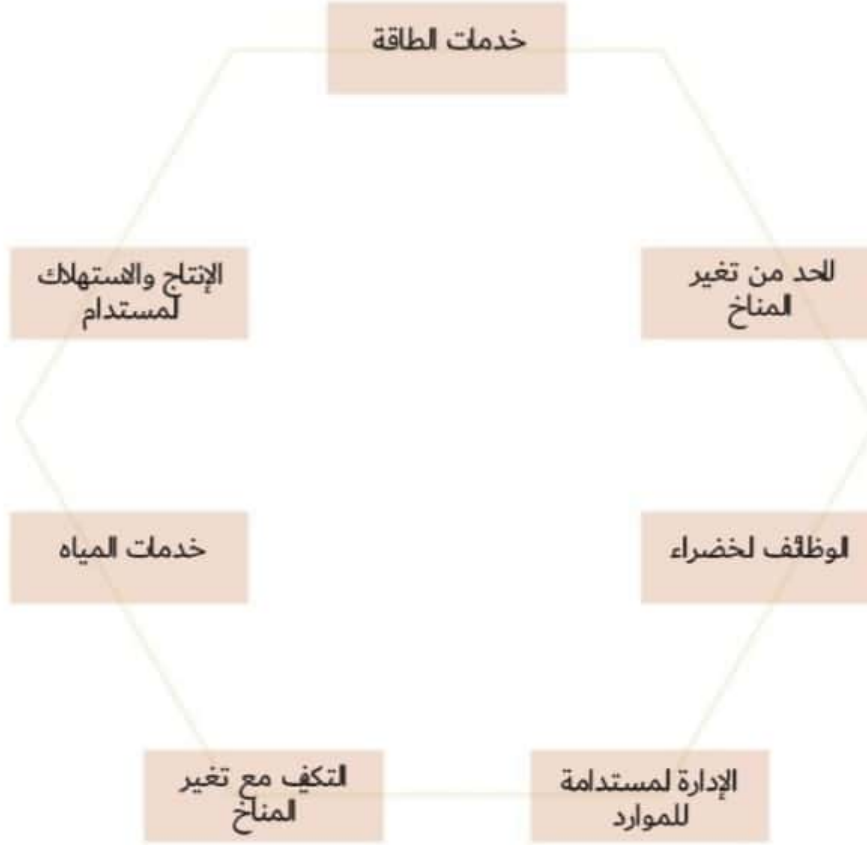 خدمات الطاقة
للحد من تغير
المناخ
الإنتاج والاستهلاك
لمستدام
الوظائف لخضراء
خدمات المياه
الإدارة لمستدامة
للموارد
التكيف مع تغير
المناخ